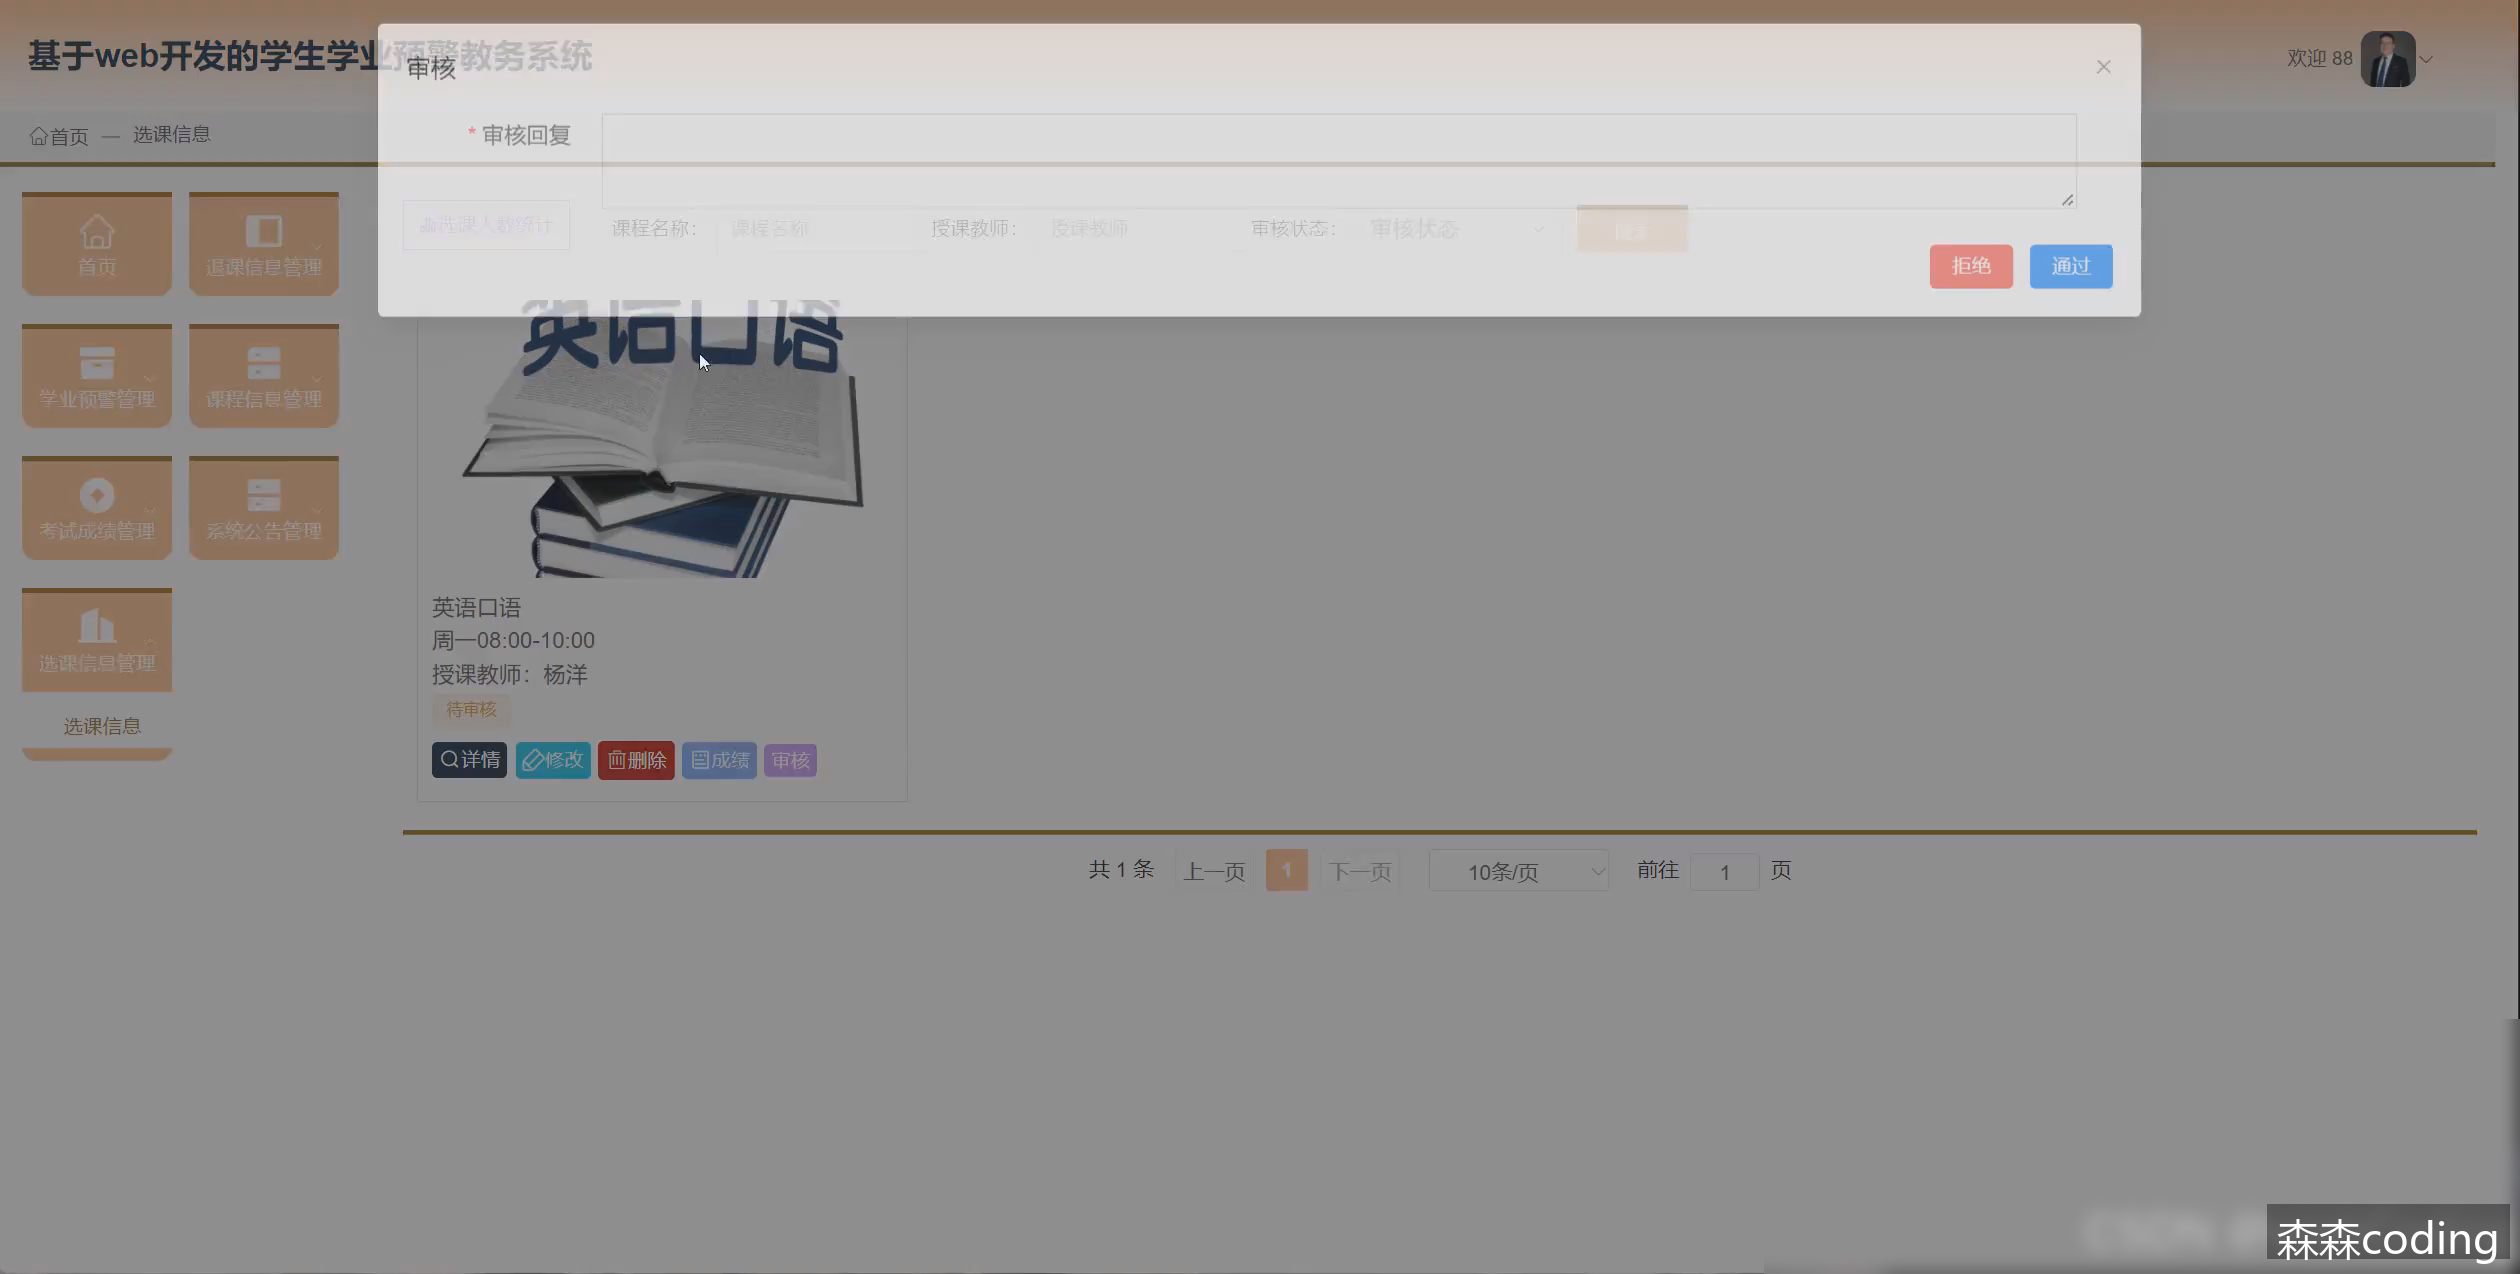 基于web开发的学生学业预警教务系统
欢迎 88
审核
首页 — 选课信息
* 审核回复
选课人数统计
课程名称： 课程名称 授课教师： 授课教师 审核状态： 审核状态
拒绝 通过
首页 退课信息管理
学业预警管理 课程信息管理
考试成绩管理 系统公告管理
选课信息管理
选课信息
英语口语
英语口语
周一08:00-10:00
授课教师：杨洋
待审核
详情 修改 删除 成绩 审核
共 1 条 上一页 1 下一页 10条/页 前往 1 页
森森coding